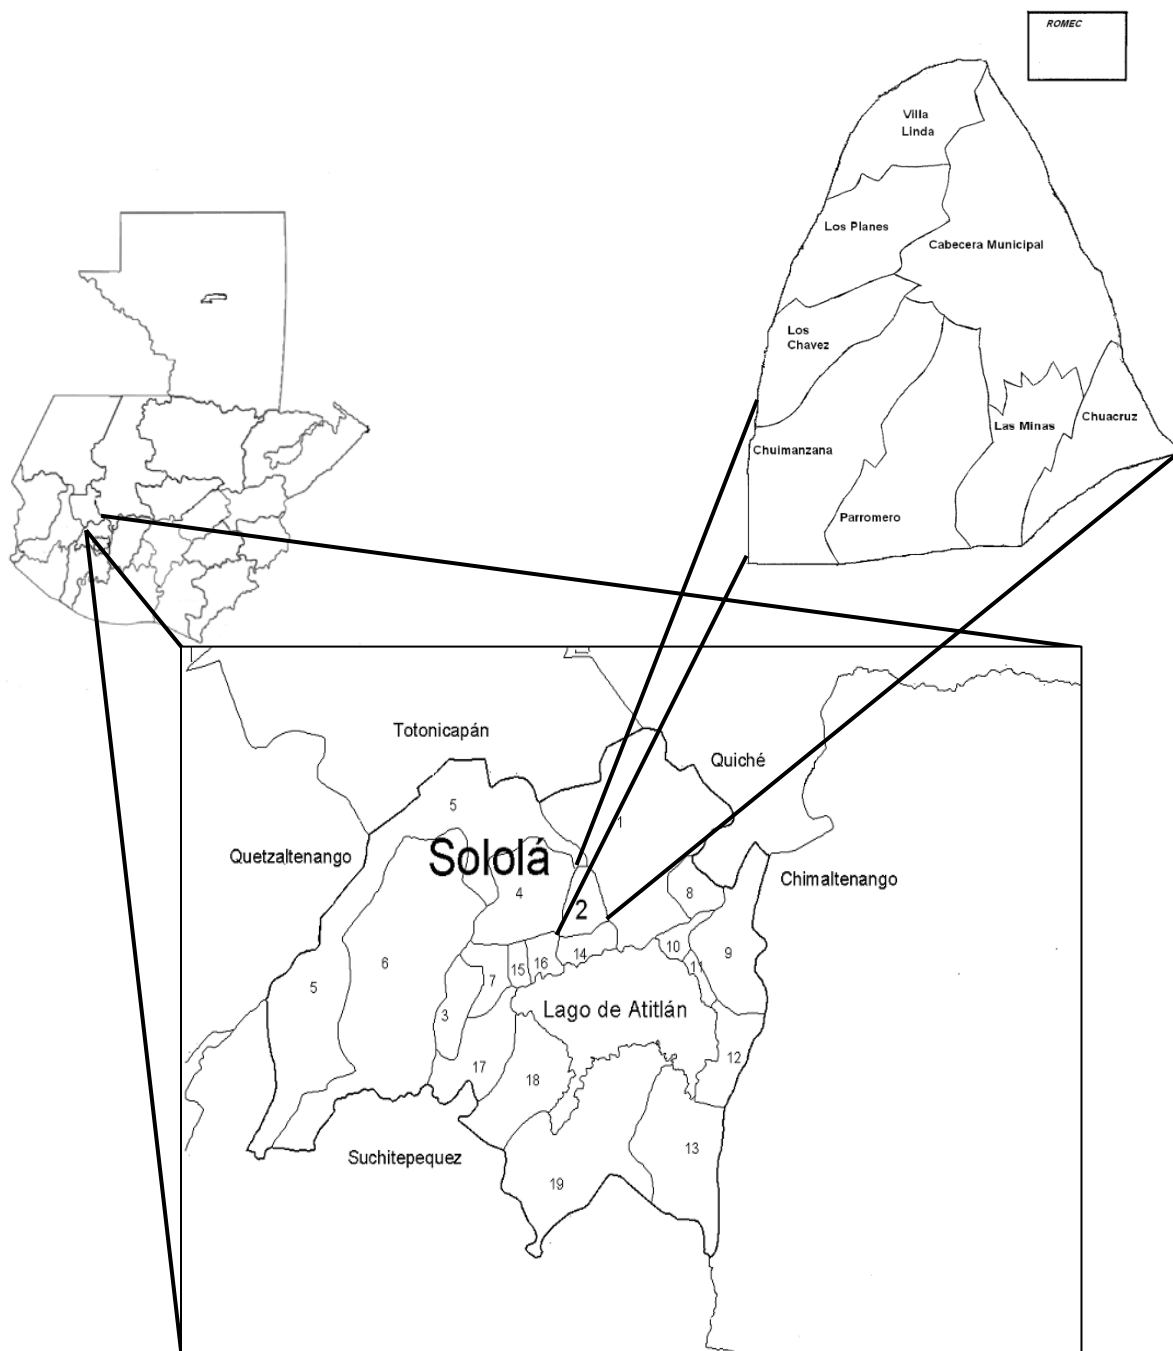 ROMEC
Villa
Linda
Los Planes
Cabecera Municipal
Los
Chavez
Las Minas
Chuacruz
Chuimanzana
Parromero
Totonicapán
Quiché
5
1
Quetzaltenango
Sololá
Chimaltenango
4
8
2
6
14
10
9
15
16
11
7
5
3
Lago de Atitlán
12
17
18
13
Suchitepequez
19